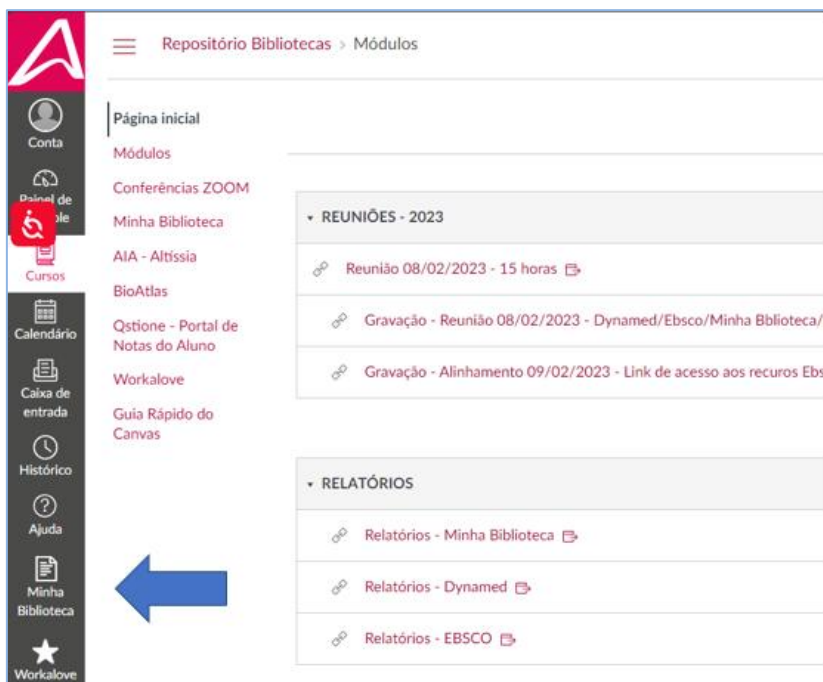 Repositório Bibliotecas > Módulos
Conta
Painel de
Cursos
Calendário
Caixa de
entrada
Histórico
Ajuda
Minha
Biblioteca
Workalove
Página inicial
Módulos
Conferências ZOOM
Minha Biblioteca
AIA - Altíssia
BioAtlas
Qstione - Portal de
Notas do Aluno
Workalove
Guia Rápido do
Canvas
REUNIÕES - 2023
Reunião 08/02/2023 - 15 horas
Gravação - Reunião 08/02/2023 - Dynamed/Ebsco/Minha Bblioteca/
Gravação - Alinhamento 09/02/2023 - Link de acesso aos recuros Ebs
RELATÓRIOS
Relatórios - Minha Biblioteca
Relatórios - Dynamed
Relatórios - EBSCO